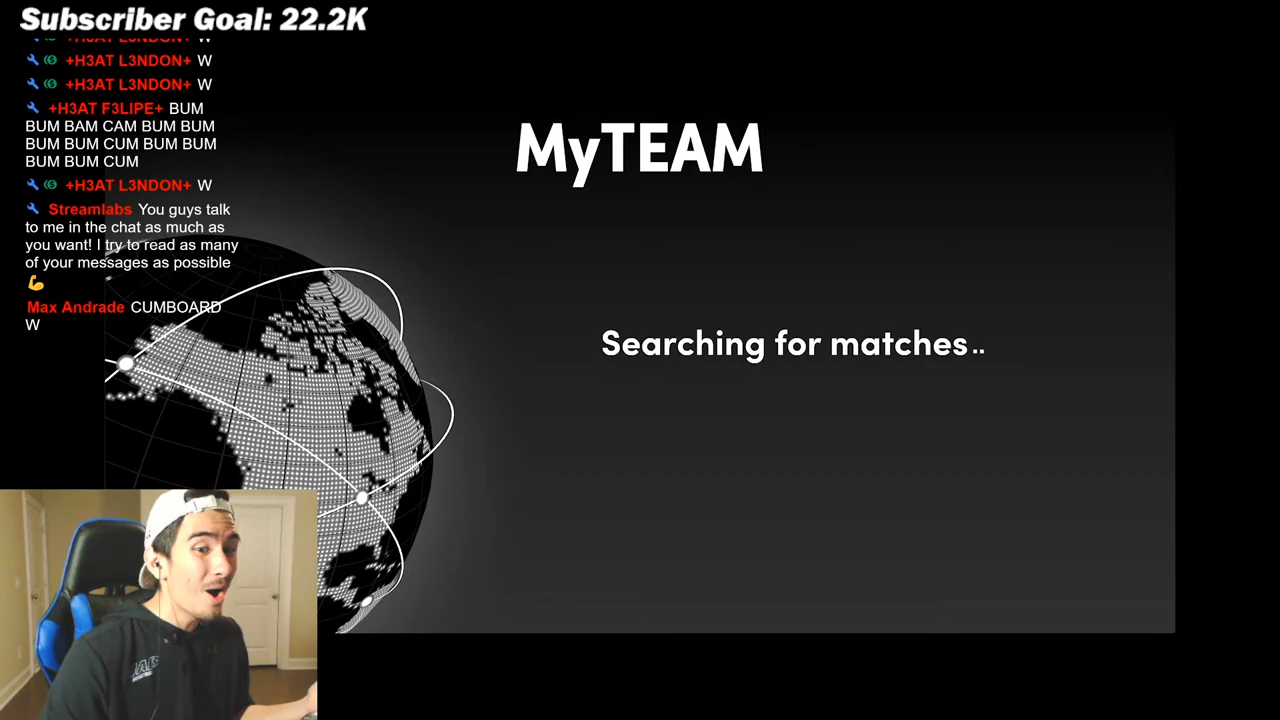 Subscriber Goal: 22.2K
+H3AT L3NDON+ W
+H3AT L3NDON+ W
+H3AT L3NDON+ W
+H3AT F3LIPE+ BUM
BUM BAM CAM BUM BUM
BUM BUM CUM BUM BUM
BUM BUM CUM
+H3AT L3NDON+ W
Streamlabs You guys talk
to me in the chat as much as
you want! I try to read as many
of your messages as possible
💪
Max Andrade CUMBOARD
W
MyTEAM
Searching for matches..